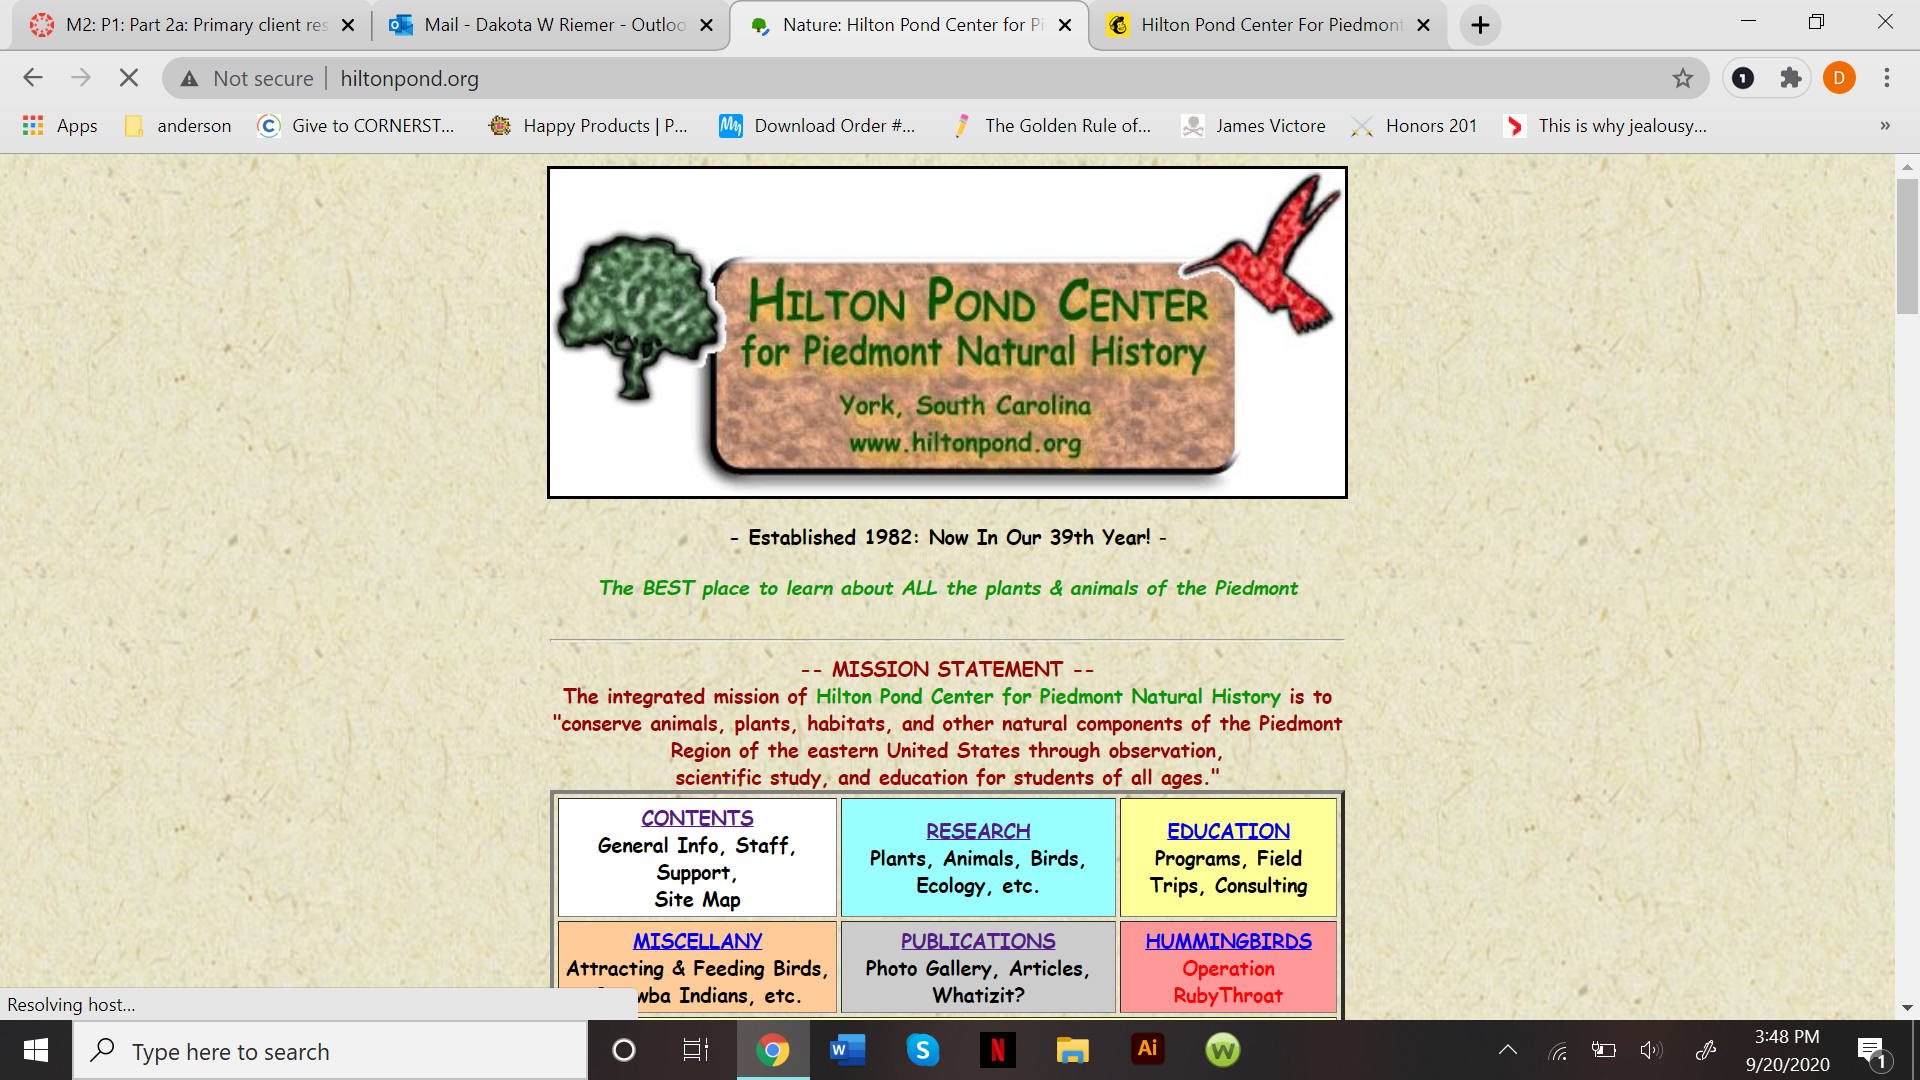 M2: P1: Part 2a: Primary client res
Mail - Dakota W Riemer - Outloo
Nature: Hilton Pond Center for Pi
Hilton Pond Center For Piedmont
Not secure
hiltonpond.org
1
D
Apps
anderson
Give to CORNERST...
Happy Products | P...
Download Order #...
The Golden Rule of...
James Victore
Honors 201
This is why jealousy...
»
HILTON POND CENTER
for Piedmont Natural History
York, South Carolina
www.hiltonpond.org
- Established 1982: Now In Our 39th Year! -
The BEST place to learn about ALL the plants & animals of the Piedmont
-- MISSION STATEMENT --
The integrated mission of Hilton Pond Center for Piedmont Natural History is to
"conserve animals, plants, habitats, and other natural components of the Piedmont
Region of the eastern United States through observation,
scientific study, and education for students of all ages."
CONTENTS
General Info, Staff,
Support,
Site Map
RESEARCH
Plants, Animals, Birds,
Ecology, etc.
EDUCATION
Programs, Field
Trips, Consulting
MISCELLANY
Attracting & Feeding Birds,
wba Indians, etc.
PUBLICATIONS
Photo Gallery, Articles,
Whatizit?
HUMMINGBIRDS
Operation
RubyThroat
Resolving host...
Type here to search
W
S
N
Ai
W
3:48 PM
9/20/2020
1